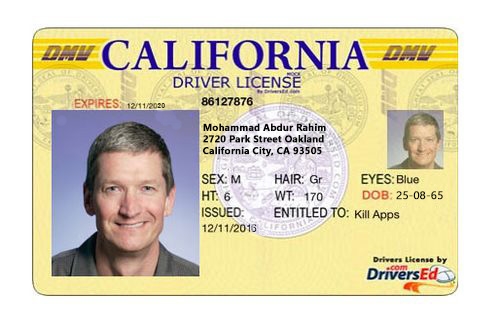 DMV CALIFORNIA DMV
DRIVER LICENSE
MOCK
By DriversEd.com
EXPIRES: 12/11/2020
86127876
Mohammad Abdur Rahim
2720 Park Street Oakland
California City, CA 93505
SEX: M HAIR: Gr EYES: Blue
HT: 6 WT: 170 DOB: 25-08-65
ISSUED: ENTITLED TO: Kill Apps
12/11/2016
Drivers License by
.com
DriversEd